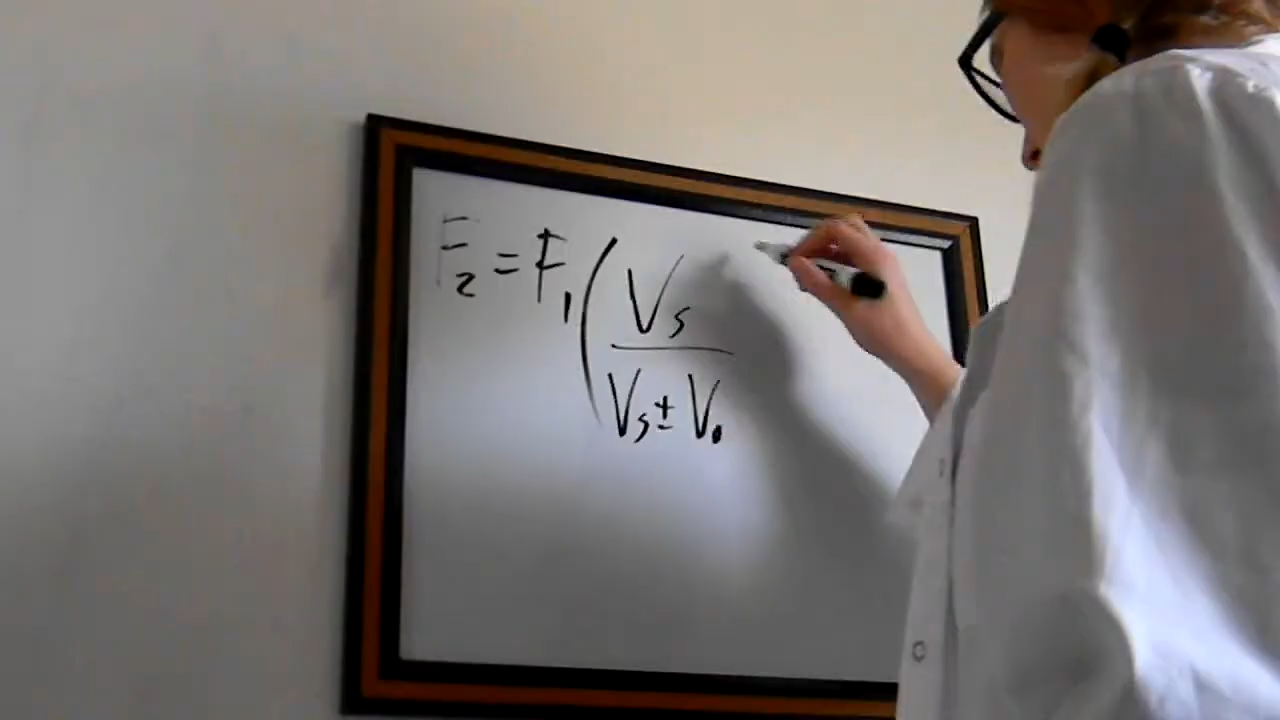 F₂ = F₁ (Vs
Vs ± V₀